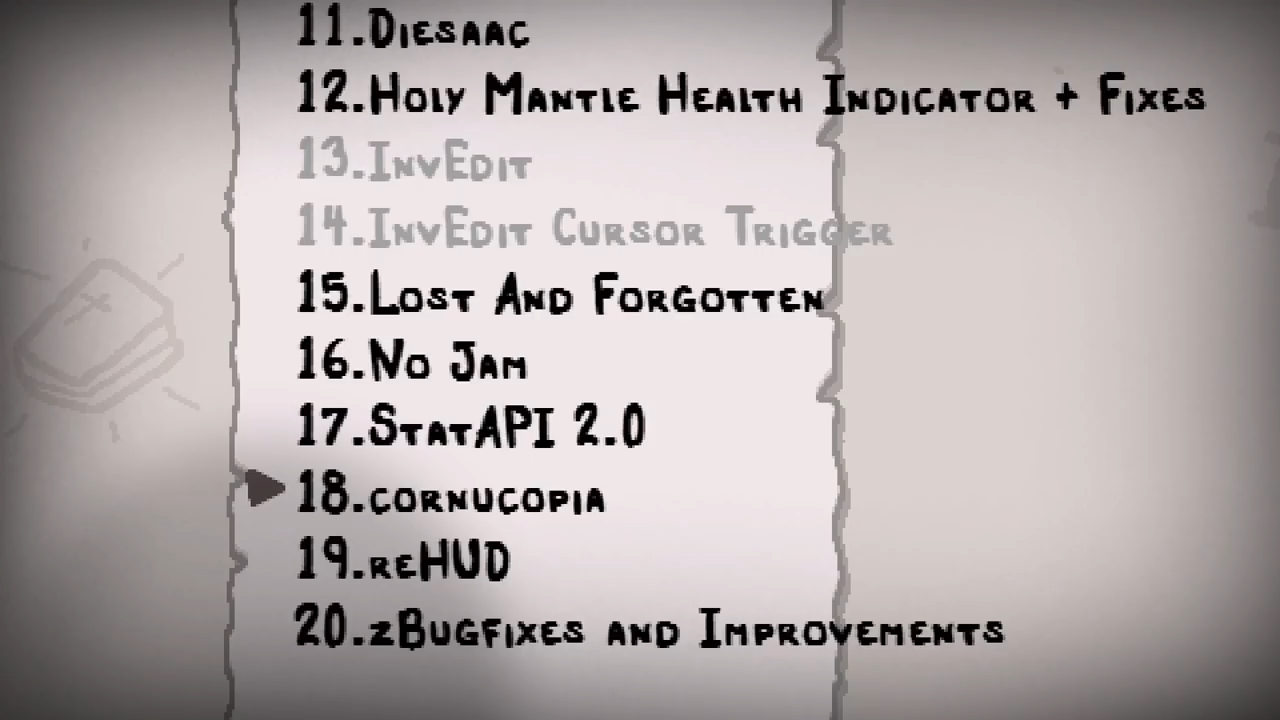 11.Diesaac
12.Holy Mantle Health Indicator + Fixes
13.InvEdit
14.InvEdit Cursor Trigger
15.Lost And Forgotten
16.No Jam
17.StatAPI 2.0
18.cornucopia
19.reHUD
20.zBugfixes and Improvements